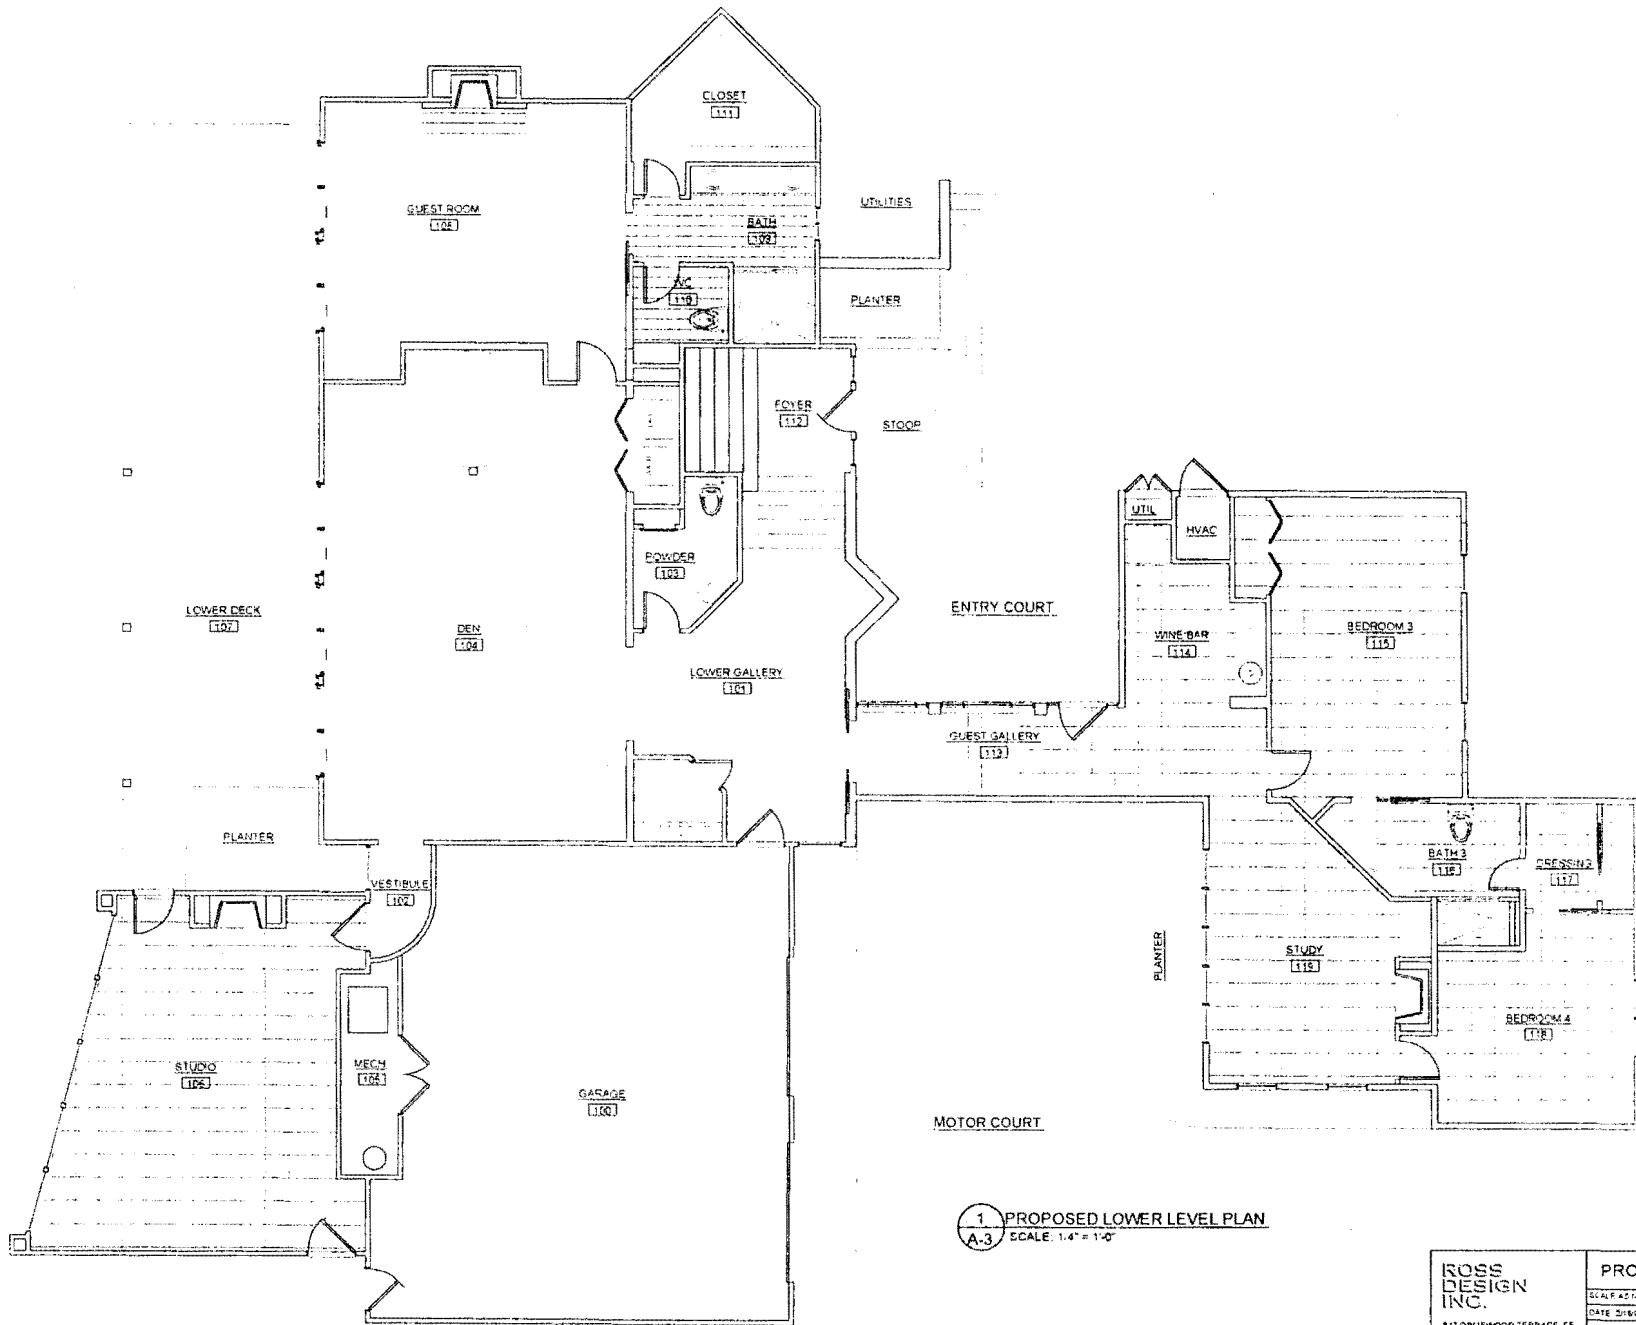 CLOSET
111
GUEST ROOM
UTILITIES
BATH
109
WC
110
PLANTER
FOYER
112
STOOP
UTIL
HVAC
POWDER
103
ENTRY COURT
LOWER DECK
107
DEN
104
BEDROOM 3
115
WINE BAR
114
LOWER GALLERY
101
GUEST GALLERY
113
PLANTER
VESTIBULE
102
BATH 3
116
DRESSING
117
PLANTER
STUDY
119
BEDROOM 4
118
STUDIO
106
MECH
105
GARAGE
100
MOTOR COURT
1
A-3
PROPOSED LOWER LEVEL PLAN
SCALE: 1.4" = 1'-0"
ROSS
DESIGN
INC.
PRO
DATE